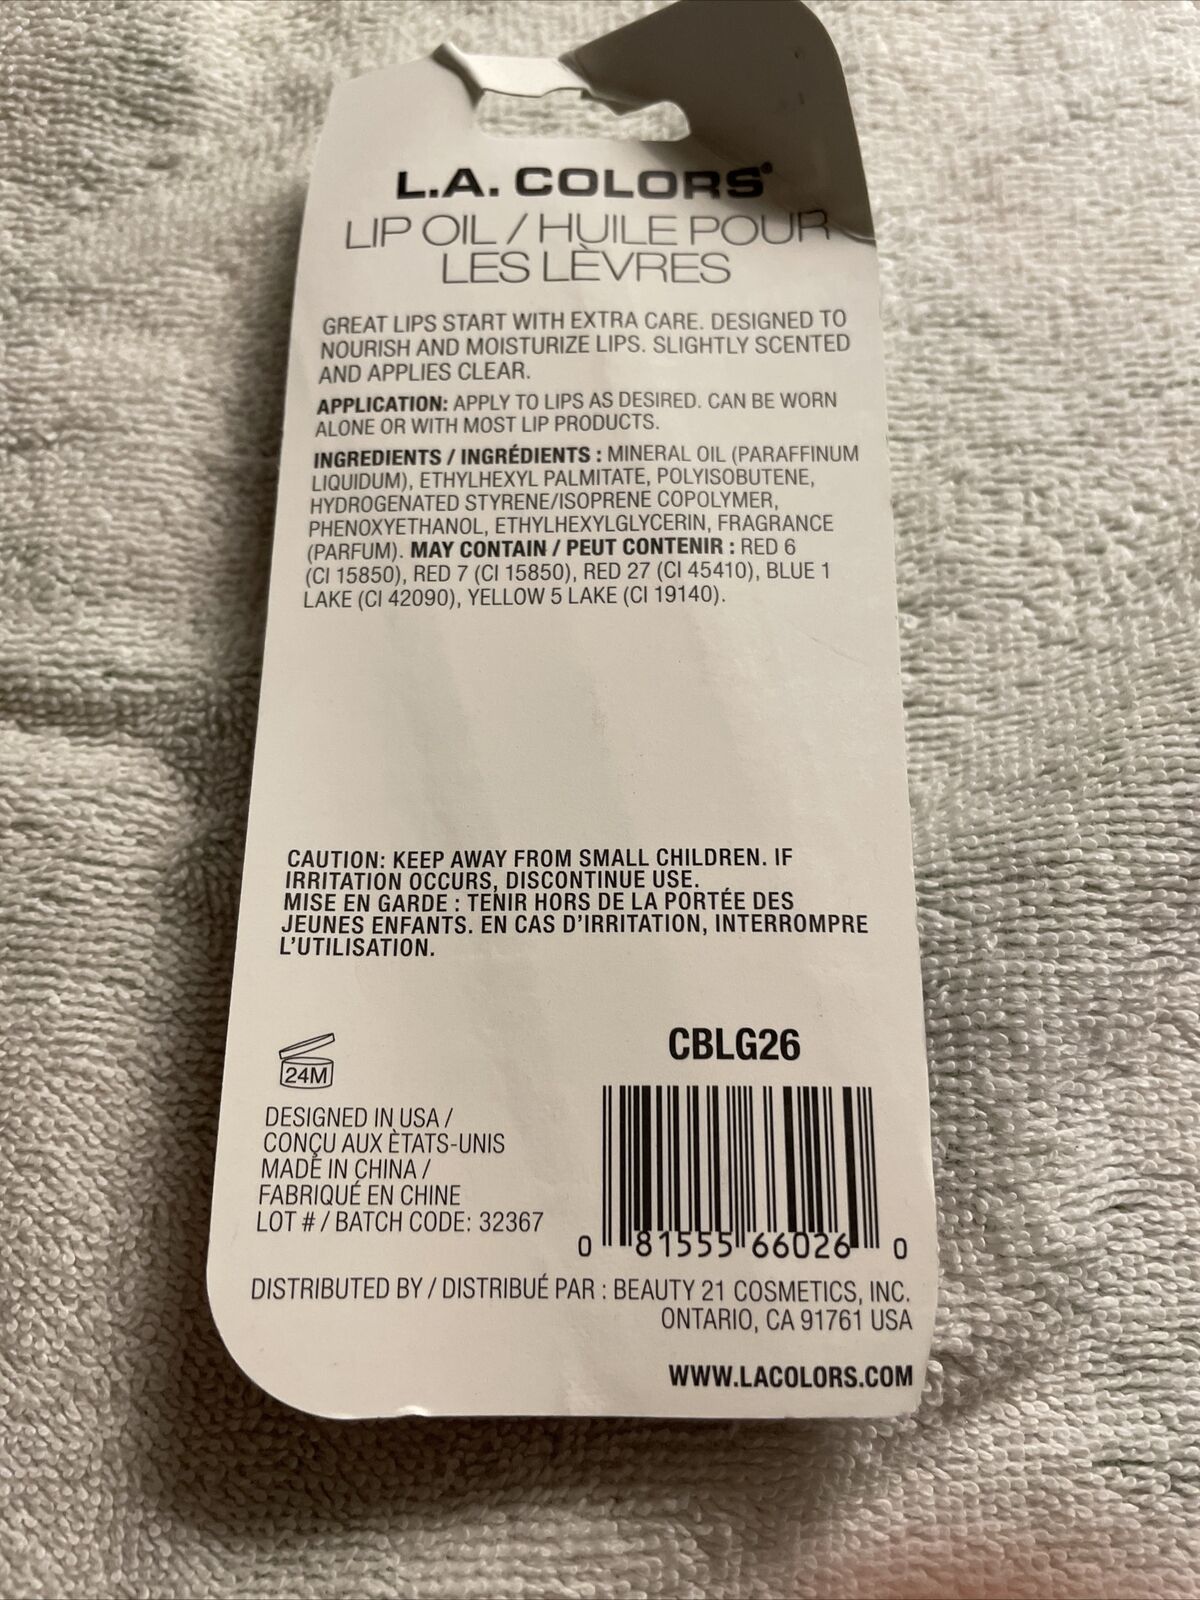 L.A. COLORS®
LIP OIL / HUILE POUR
LES LÈVRES
GREAT LIPS START WITH EXTRA CARE. DESIGNED TO
NOURISH AND MOISTURIZE LIPS. SLIGHTLY SCENTED
AND APPLIES CLEAR.
APPLICATION: APPLY TO LIPS AS DESIRED. CAN BE WORN
ALONE OR WITH MOST LIP PRODUCTS.
INGREDIENTS / INGRÉDIENTS : MINERAL OIL (PARAFFINUM
LIQUIDUM), ETHYLHEXYL PALMITATE, POLYISOBUTENE,
HYDROGENATED STYRENE/ISOPRENE COPOLYMER,
PHENOXYETHANOL, ETHYLHEXYLGLYCERIN, FRAGRANCE
(PARFUM). MAY CONTAIN / PEUT CONTENIR : RED 6
(CI 15850), RED 7 (CI 15850), RED 27 (CI 45410), BLUE 1
LAKE (CI 42090), YELLOW 5 LAKE (CI 19140).
CAUTION: KEEP AWAY FROM SMALL CHILDREN. IF
IRRITATION OCCURS, DISCONTINUE USE.
MISE EN GARDE : TENIR HORS DE LA PORTÉE DES
JEUNES ENFANTS. EN CAS D'IRRITATION, INTERROMPRE
L'UTILISATION.
24M
DESIGNED IN USA /
CONÇU AUX ÈTATS-UNIS
MADE IN CHINA /
FABRIQUÉ EN CHINE
LOT # / BATCH CODE: 32367
CBLG26
0 81555 66026 0
DISTRIBUTED BY / DISTRIBUÉ PAR : BEAUTY 21 COSMETICS, INC.
ONTARIO, CA 91761 USA
WWW.LACOLORS.COM